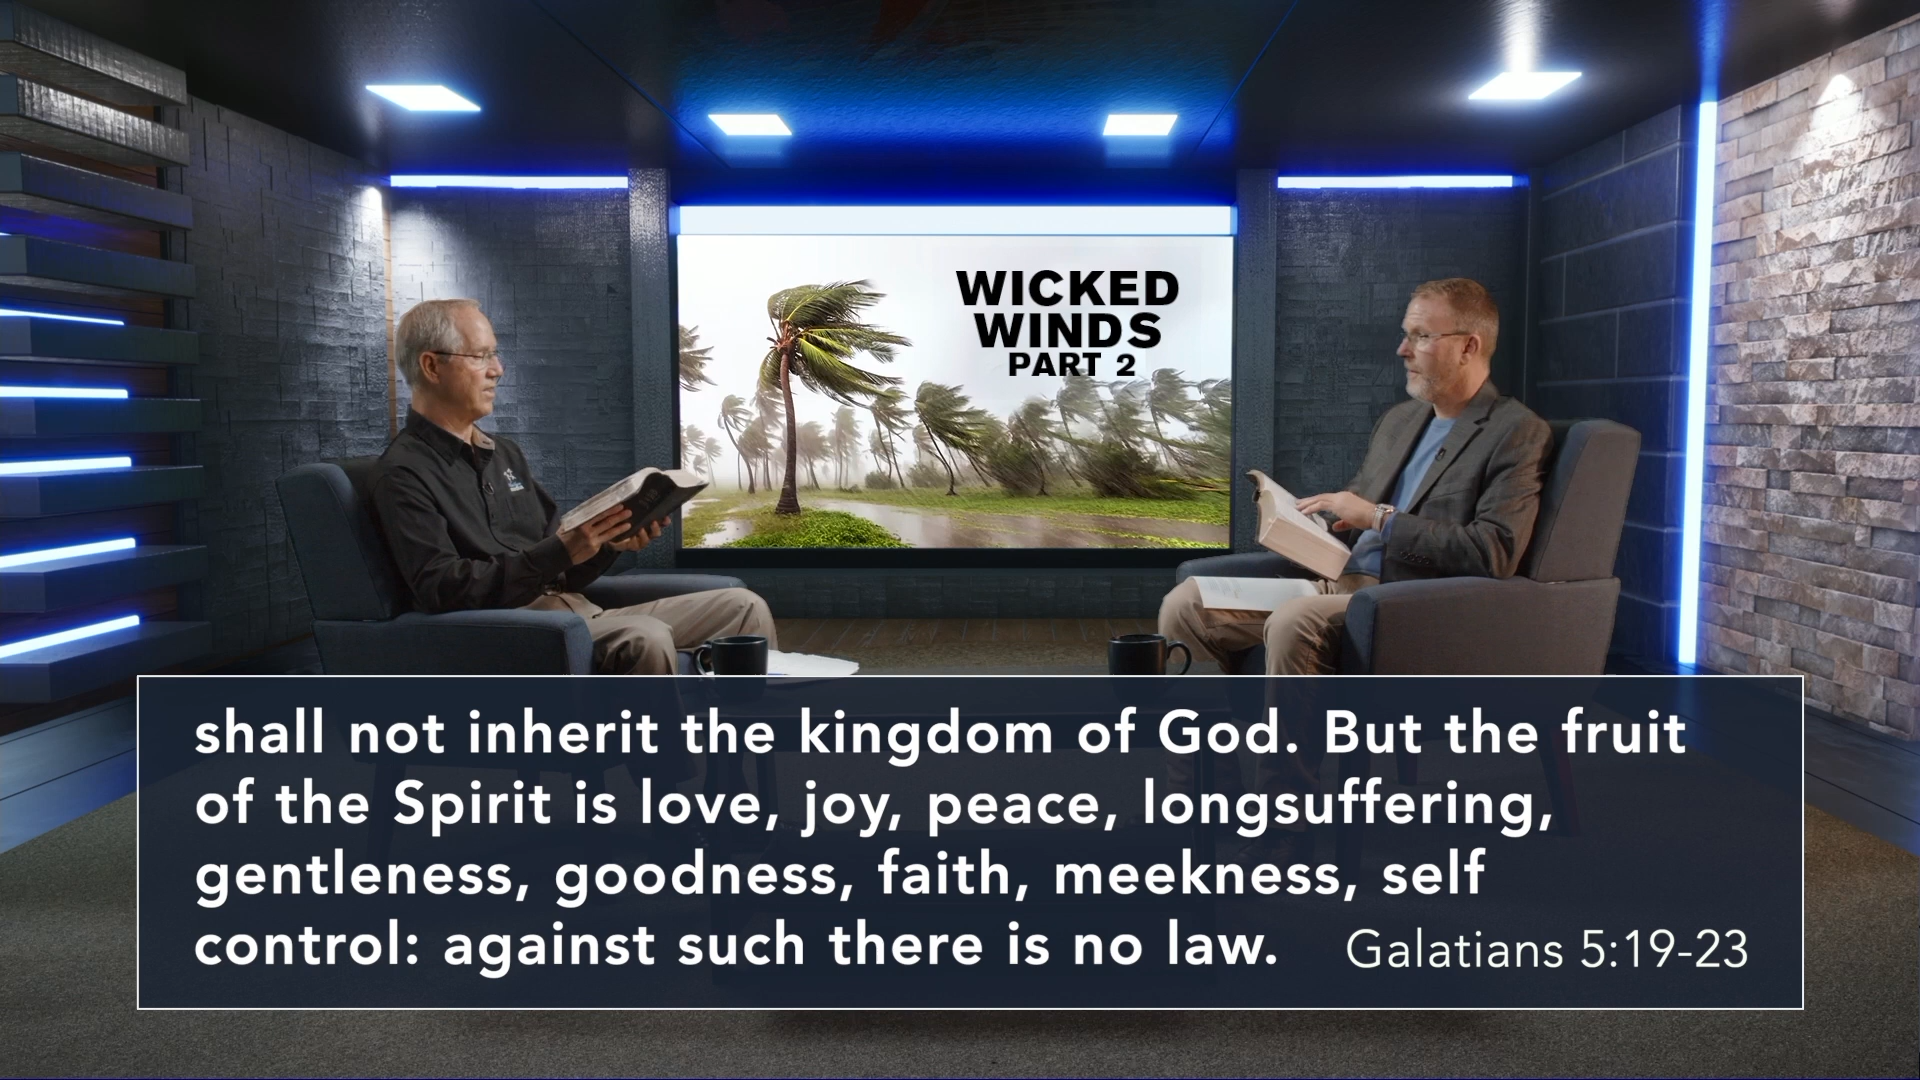 WICKED
WINDS
PART 2
shall not inherit the kingdom of God. But the fruit
of the Spirit is love, joy, peace, longsuffering,
gentleness, goodness, faith, meekness, self
control: against such there is no law. Galatians 5:19-23